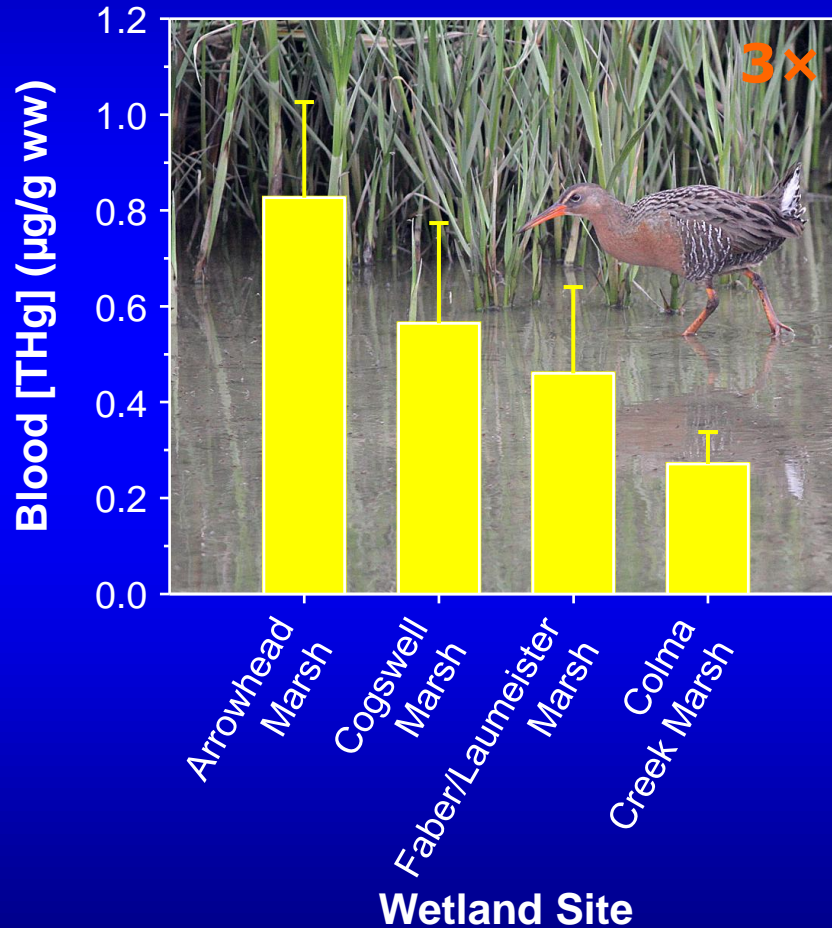 3×
Blood [THg] (µg/g ww)
1.2
1.0
0.8
0.6
0.4
0.2
0.0
Arrowhead
Marsh
Cogswell
Marsh
Faber/Laumeister
Marsh
Colma
Creek Marsh
Wetland Site